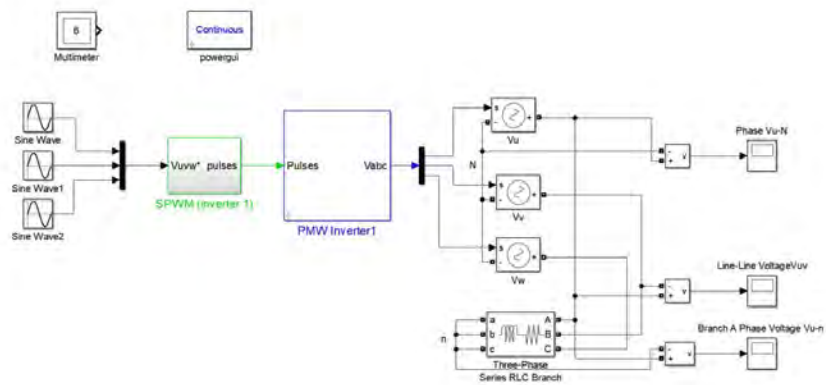 6
Multimeter
Continuous
powergui
Sine Wave
Sine Wave1
Sine Wave2
Vuvw* pulses
SPWM (inverter 1)
Pulses Vabc
PMW Inverter1
N
s
-
+
Vu
s
-
+
Vv
s
-
+
Vw
- + v
Phase Vu-N
- + v
Line-Line VoltageVuv
- + v
Branch A Phase Voltage Vu-n
n
a A
b B
c C
Three-Phase
Series RLC Branch